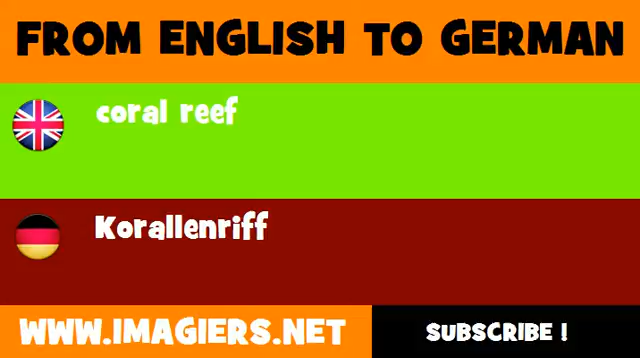 FROM ENGLISH TO GERMAN
coral reef
Korallenriff
WWW.IMAGIERS.NET
SUBSCRIBE !